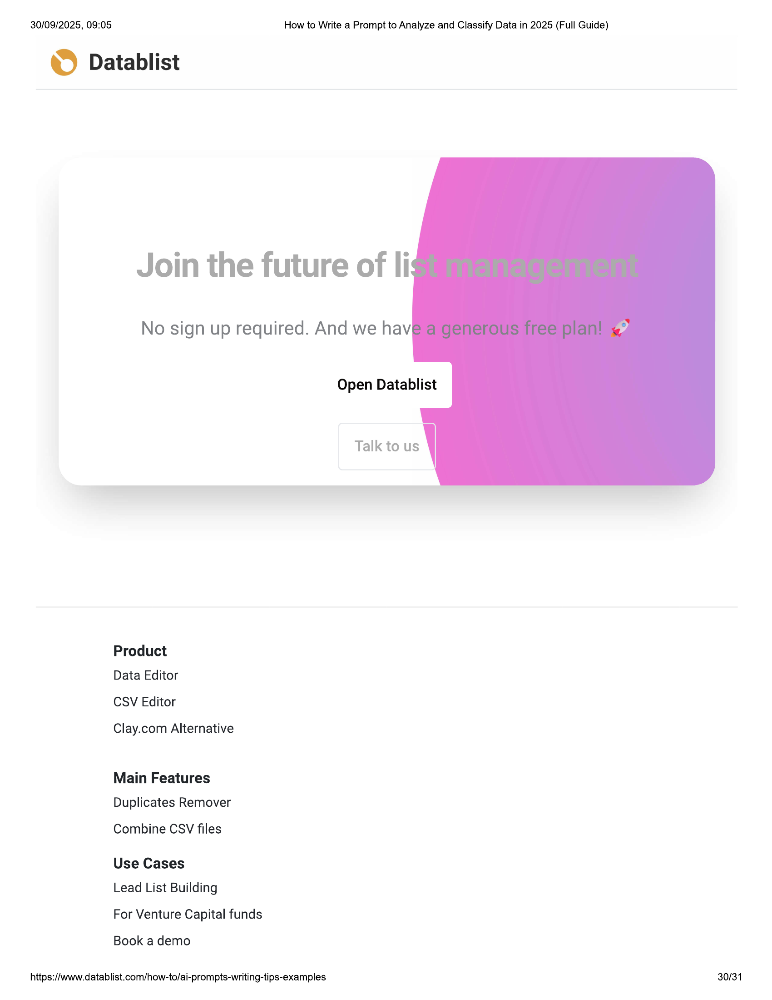 30/09/2025, 09:05
How to Write a Prompt to Analyze and Classify Data in 2025 (Full Guide)
Datablist
Join the future of list management
No sign up required. And we have a generous free plan! 🚀
Open Datablist
Talk to us
Product
Data Editor
CSV Editor
Clay.com Alternative
Main Features
Duplicates Remover
Combine CSV files
Use Cases
Lead List Building
For Venture Capital funds
Book a demo
https://www.datablist.com/how-to/ai-prompts-writing-tips-examples
30/31